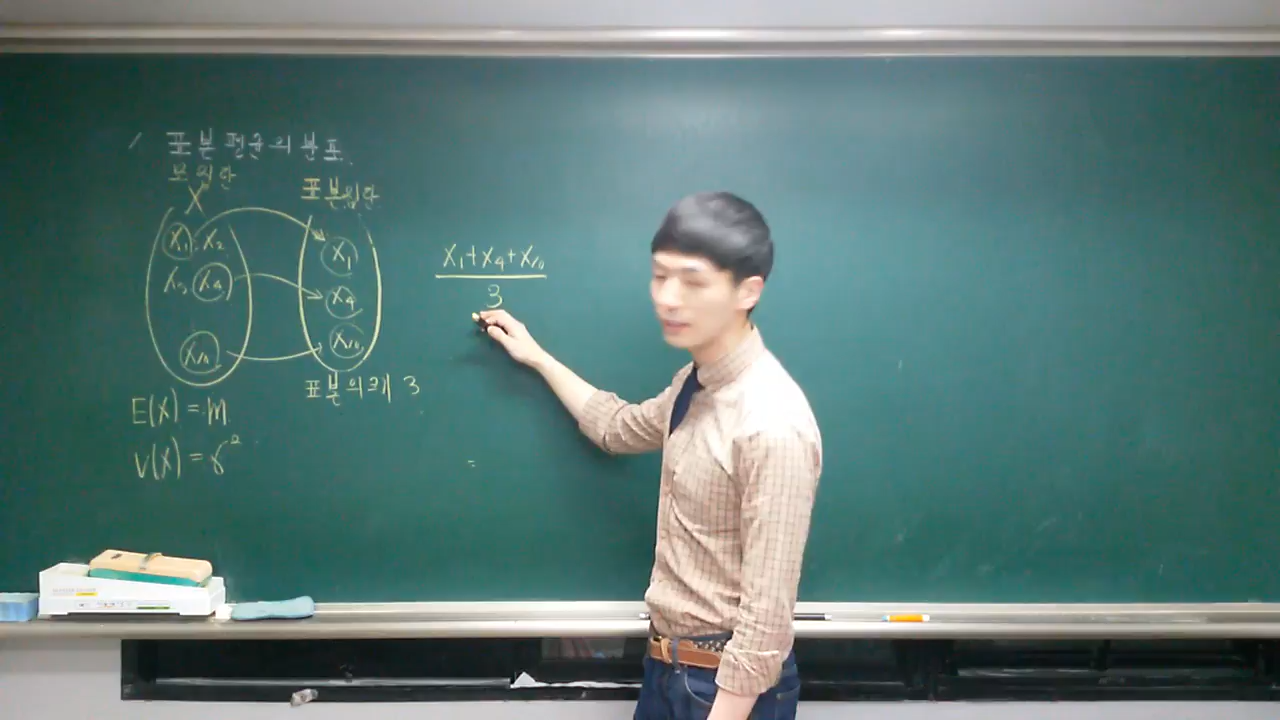 표본평균의 분포.
모집단
X
표본집단
X₁, X₂
X₃ X₄
X₁₀
X₁
X₄
X₁₀
표본의 크기 3
E(X) = m
V(X) = σ²
X₁+X₄+X₁₀
3